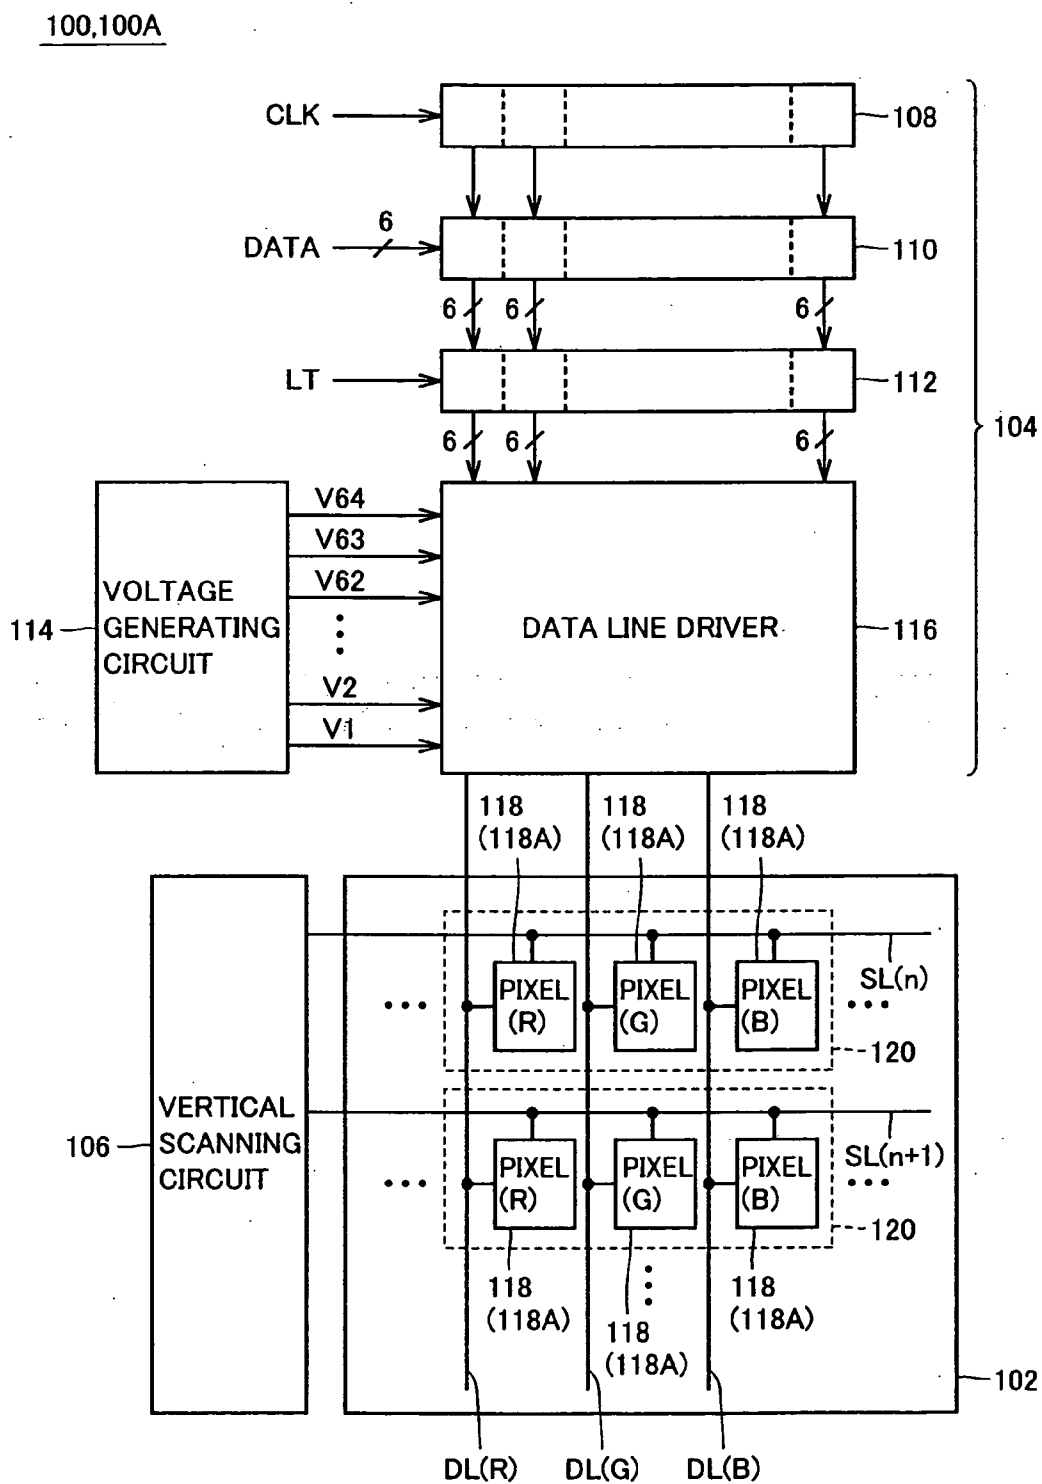 100,100A
CLK
108
6
DATA
110
6 6 6
LT
112
104
6 6 6
V64
V63
V62
VOLTAGE
GENERATING
CIRCUIT
114
DATA LINE DRIVER
116
V2
V1
118 118 118
(118A) (118A) (118A)
SL(n)
PIXEL
(R)
PIXEL
(G)
PIXEL
(B)
120
VERTICAL
SCANNING
CIRCUIT
106
SL(n+1)
PIXEL
(R)
PIXEL
(G)
PIXEL
(B)
120
118
(118A)
118
(118A)
118
(118A)
102
DL(R) DL(G) DL(B)